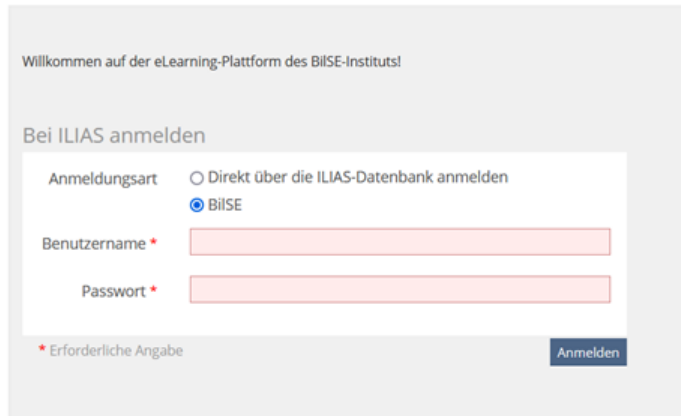 Willkommen auf der eLearning-Plattform des BilSE-Instituts!
Bei ILIAS anmelden
Anmeldungsart
Direkt über die ILIAS-Datenbank anmelden
BilSE
Benutzername *
Passwort *
* Erforderliche Angabe
Anmelden